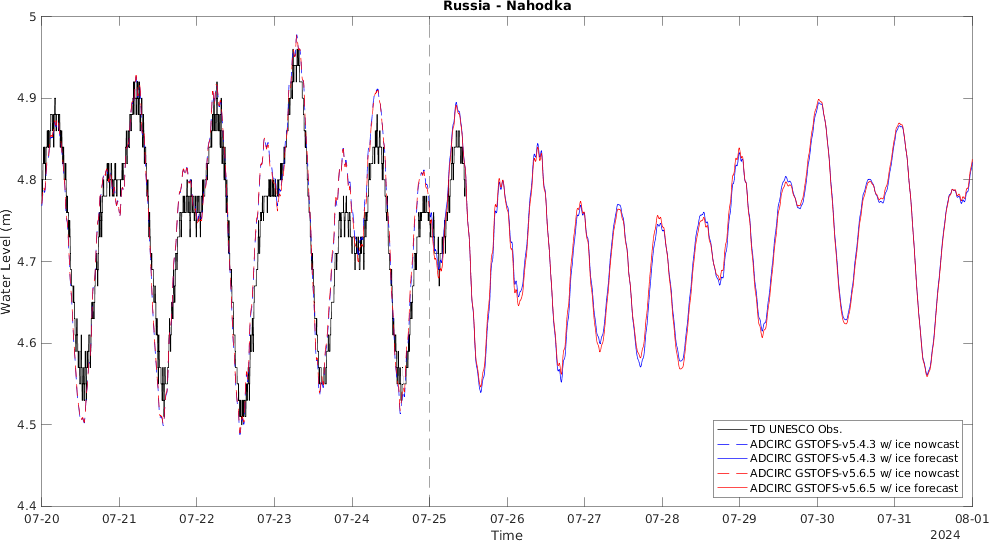 Russia - Nahodka
5
4.9
4.8
4.7
4.6
4.5
4.4
Water Level (m)
TD UNESCO Obs.
ADCIRC GSTOFS-v5.4.3 w/ ice nowcast
ADCIRC GSTOFS-v5.4.3 w/ ice forecast
ADCIRC GSTOFS-v5.6.5 w/ ice nowcast
ADCIRC GSTOFS-v5.6.5 w/ ice forecast
07-20 07-21 07-22 07-23 07-24 07-25 07-26 07-27 07-28 07-29 07-30 07-31 08-01
Time
2024